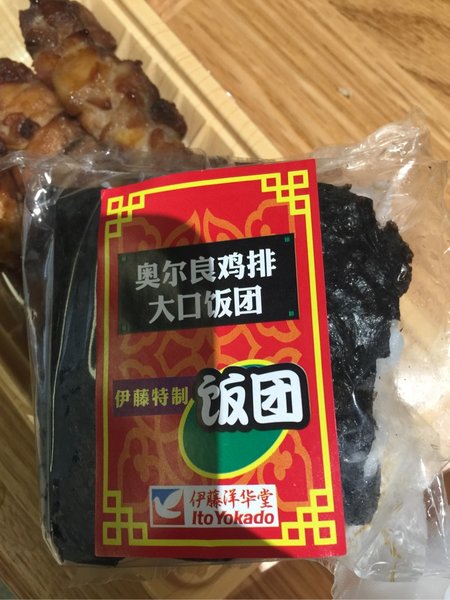 奥尔良鸡排
大口饭团
伊藤特制
饭团
伊藤洋华堂
Ito Yokado